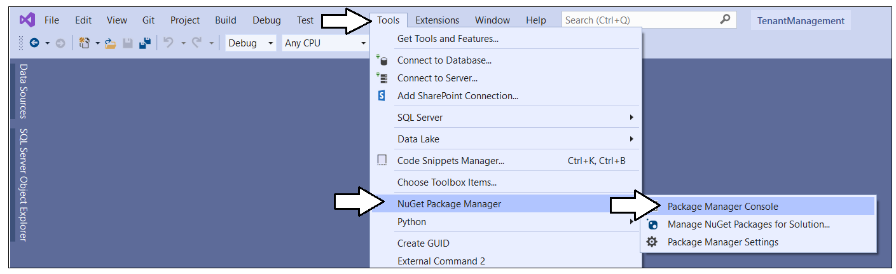 File Edit View Git Project Build Debug Test Tools Extensions Window Help Search (Ctrl+Q) TenantManagement
Debug Any CPU
Get Tools and Features...
Connect to Database...
Connect to Server...
Add SharePoint Connection...
SQL Server
Data Lake
Code Snippets Manager... Ctrl+K, Ctrl+B
Choose Toolbox Items...
NuGet Package Manager
Python
Create GUID
External Command 2
Package Manager Console
Manage NuGet Packages for Solution...
Package Manager Settings
Data Sources
SQL Server Object Explorer